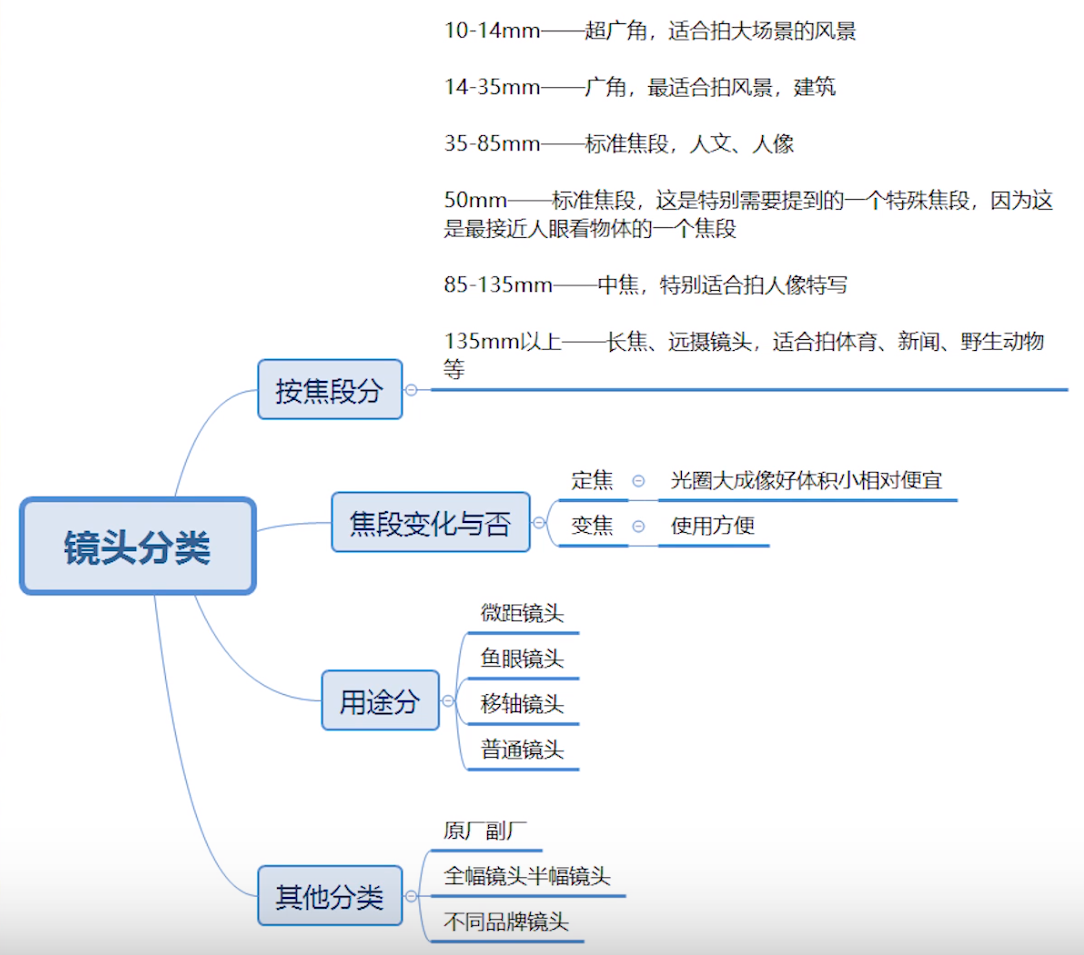 10-14mm——超广角，适合拍大场景的风景
14-35mm——广角，最适合拍风景，建筑
35-85mm——标准焦段，人文、人像
50mm——标准焦段，这是特别需要提到的一个特殊焦段，因为这
是最接近人眼看物体的一个焦段
85-135mm——中焦，特别适合拍人像特写
135mm以上——长焦、远摄镜头，适合拍体育、新闻、野生动物
等
按焦段分
定焦
光圈大成像好体积小相对便宜
焦段变化与否
变焦
使用方便
镜头分类
微距镜头
鱼眼镜头
用途分
移轴镜头
普通镜头
原厂副厂
全幅镜头半幅镜头
其他分类
不同品牌镜头